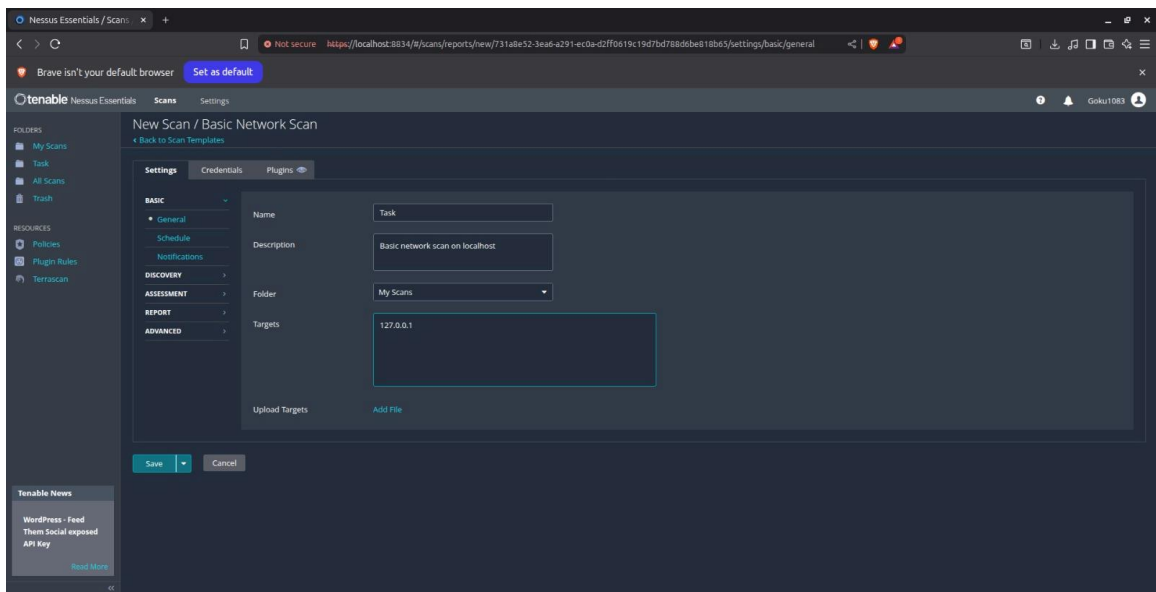 Nessus Essentials / Scans
Not secure https://localhost:8834/#/scans/reports/new/731a8e52-3ea6-a291-ec0a-d2ff0619c19d7bd788d6be818b65/settings/basic/general
Brave isn't your default browser Set as default
tenable Nessus Essentials Scans Settings Goku1083
FOLDERS
My Scans
Task
All Scans
Trash
RESOURCES
Policies
Plugin Rules
Terrascan
New Scan / Basic Network Scan
Back to Scan Templates
Settings Credentials Plugins
BASIC
General
Schedule
Notifications
DISCOVERY
ASSESSMENT
REPORT
ADVANCED
Name Task
Description Basic network scan on localhost
Folder My Scans
Targets 127.0.0.1
Upload Targets Add File
Save Cancel
Tenable News
WordPress - Feed
Them Social exposed
API Key
Read More